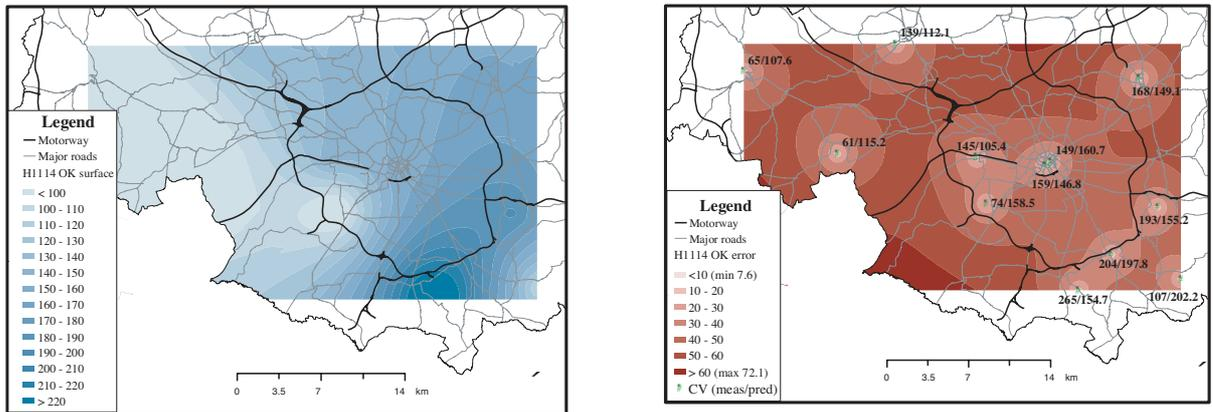 Legend
Motorway
Major roads
H1114 OK surface
< 100
100 - 110
110 - 120
120 - 130
130 - 140
140 - 150
150 - 160
160 - 170
170 - 180
180 - 190
190 - 200
200 - 210
210 - 220
> 220
0 3.5 7 14 km
139/112.1
65/107.6
168/149.1
61/115.2
145/105.4
149/160.7
159/146.8
74/158.5
193/155.2
204/197.8
265/154.7
107/202.2
Legend
Motorway
Major roads
H1114 OK error
<10 (min 7.6)
10 - 20
20 - 30
30 - 40
40 - 50
50 - 60
> 60 (max 72.1)
CV (meas/pred)
0 3.5 7 14 km